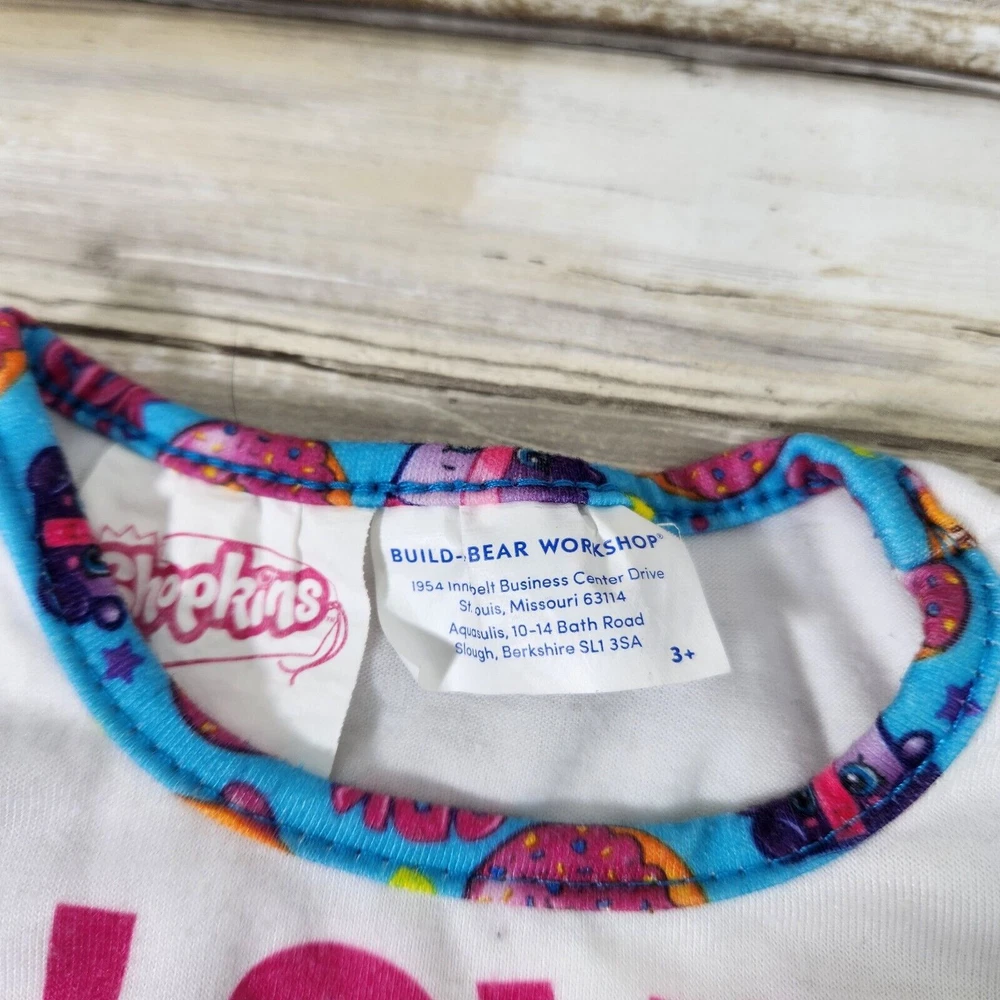 Shopkins™
BUILD-A-BEAR WORKSHOP®
1954 Innerbelt Business Center Drive
St. Louis, Missouri 63114
Aquasulis, 10-14 Bath Road
Slough, Berkshire SL1 3SA
3+